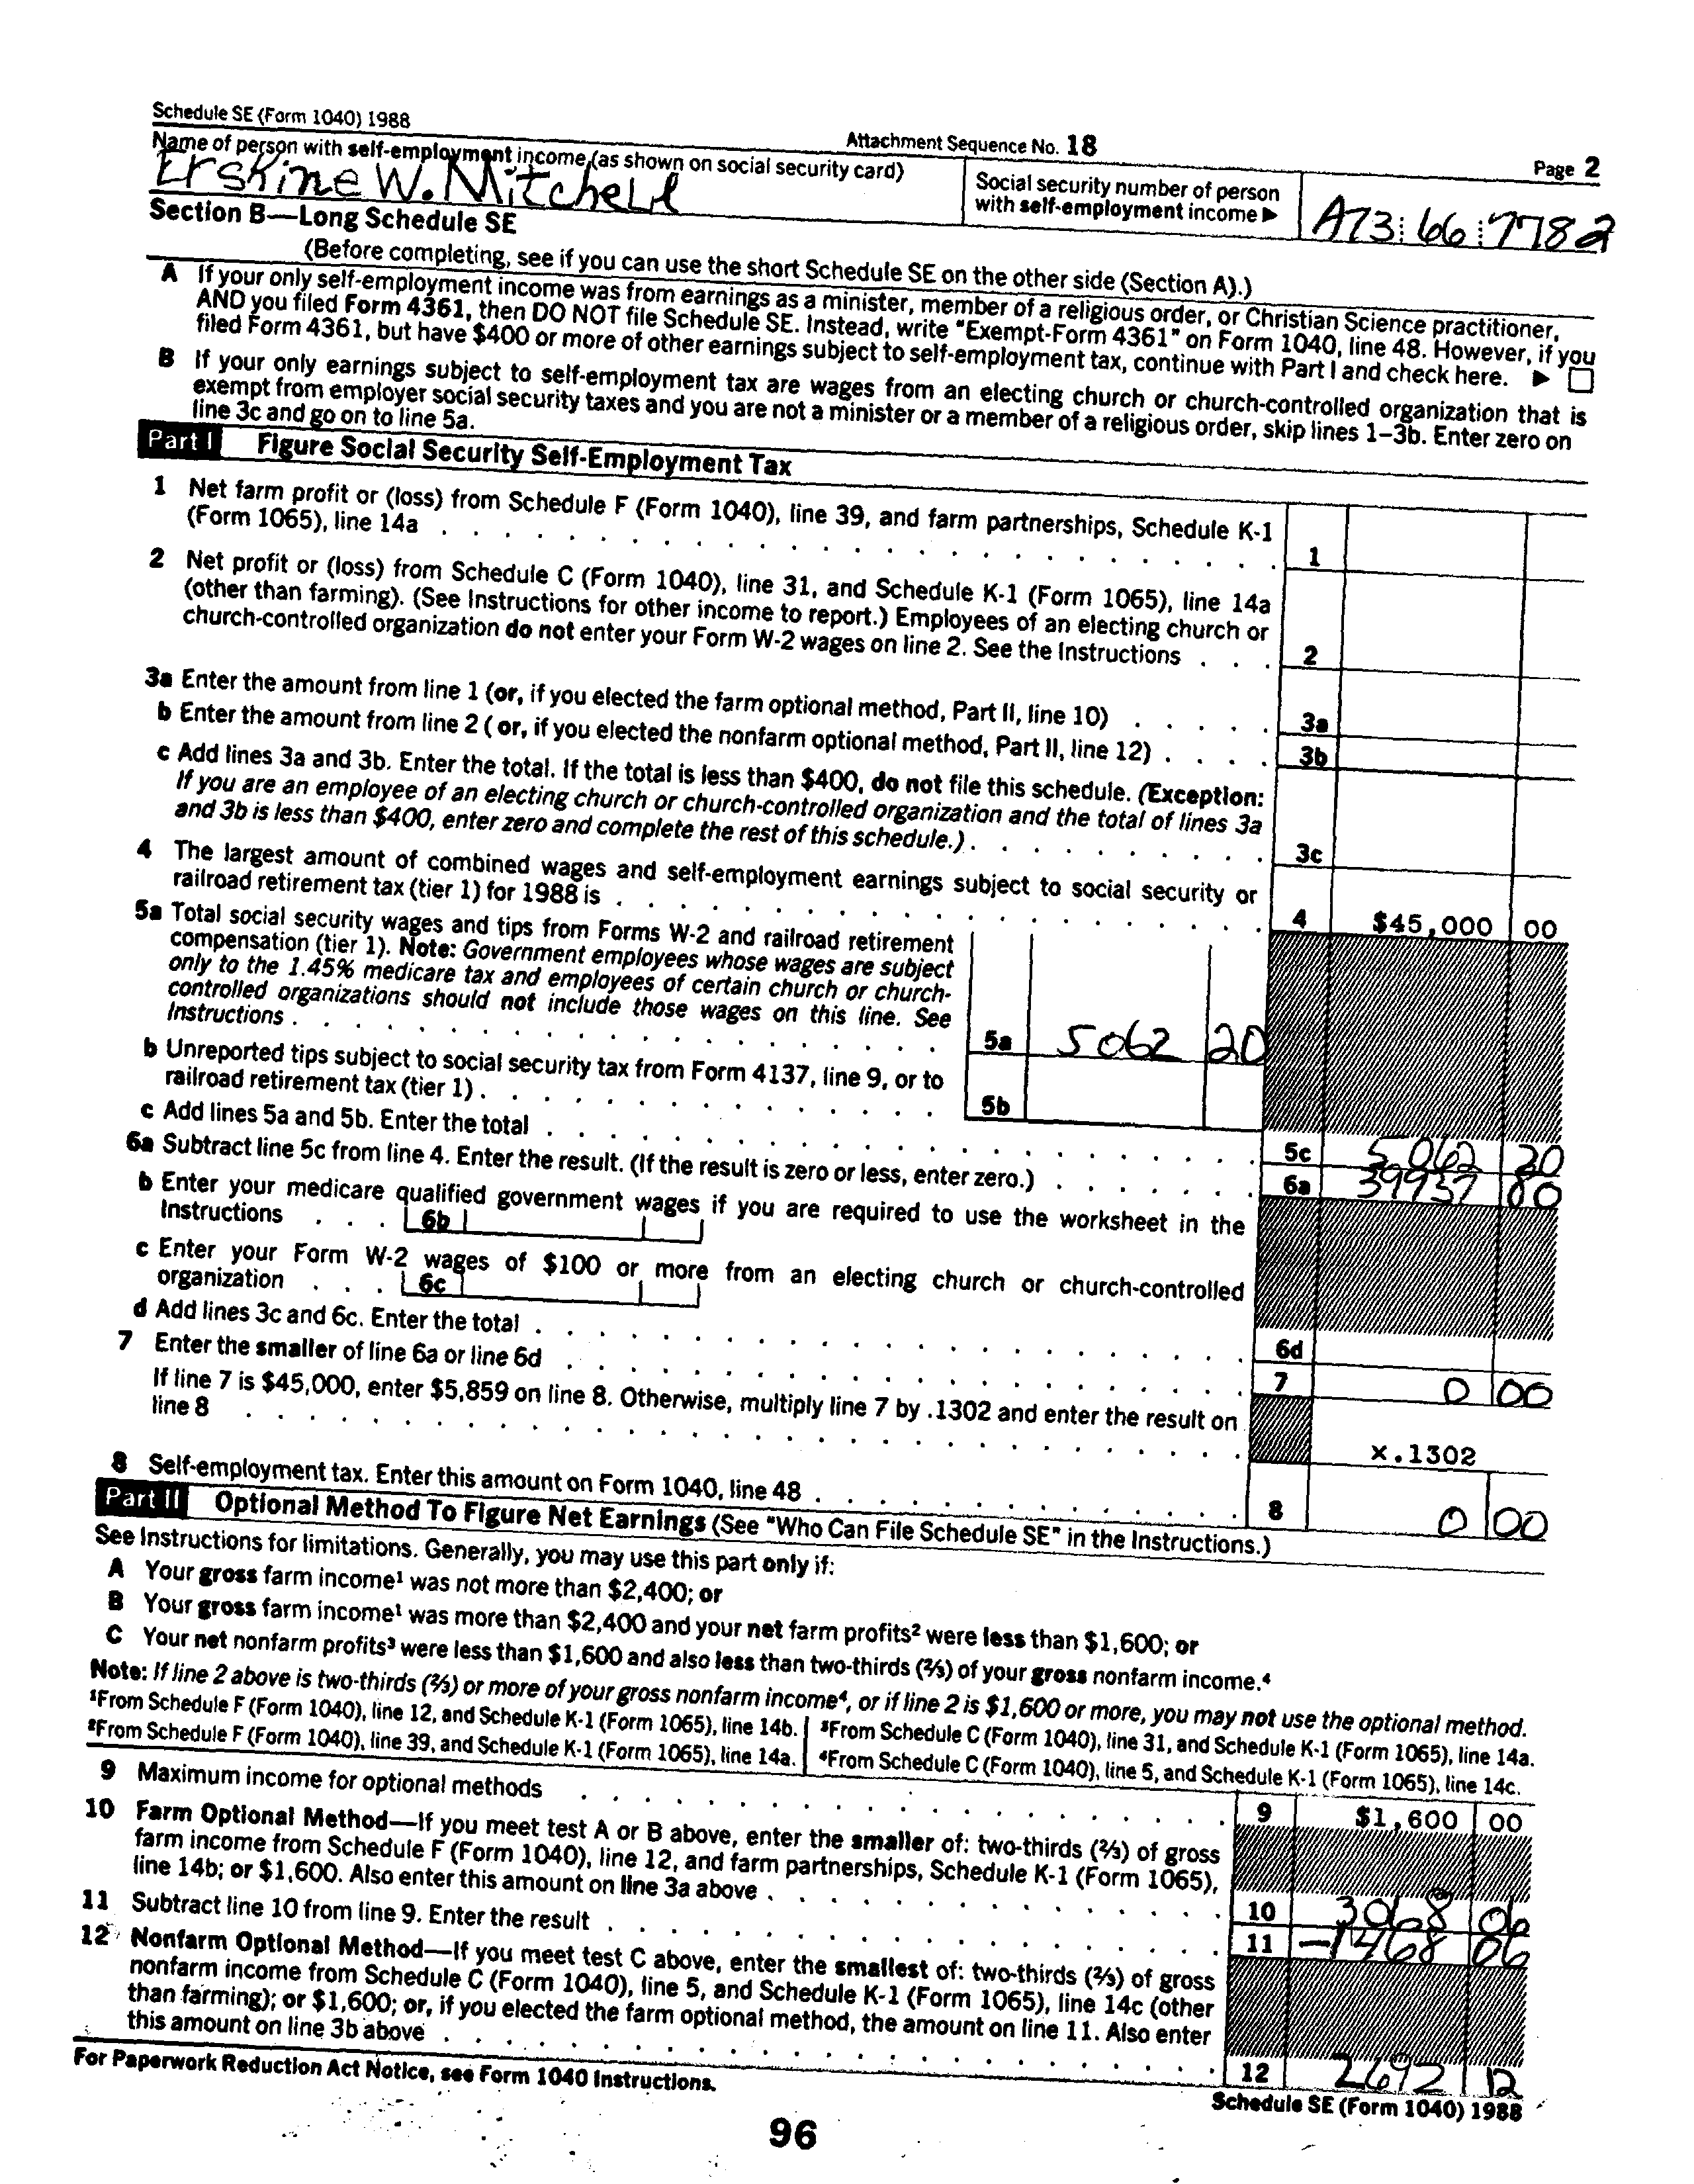 Schedule SE (Form 1040) 1988
Attachment Sequence No. 18
Page 2
Name of person with self-employment income (as shown on social security card)
Erskine W. Mitchell
Social security number of person
with self-employment income ▶
A73 66 7782
Section B—Long Schedule SE
(Before completing, see if you can use the short Schedule SE on the other side (Section A).)
A If your only self-employment income was from earnings as a minister, member of a religious order, or Christian Science practitioner,
AND you filed Form 4361, then DO NOT file Schedule SE. Instead, write "Exempt-Form 4361" on Form 1040, line 48. However, if you
filed Form 4361, but have $400 or more of other earnings subject to self-employment tax, continue with Part I and check here. ▶ ☐
B If your only earnings subject to self-employment tax are wages from an electing church or church-controlled organization that is
exempt from employer social security taxes and you are not a minister or a member of a religious order, skip lines 1–3b. Enter zero on
line 3c and go on to line 5a.
Part I Figure Social Security Self-Employment Tax
1 Net farm profit or (loss) from Schedule F (Form 1040), line 39, and farm partnerships, Schedule K-1
(Form 1065), line 14a . . . 1
2 Net profit or (loss) from Schedule C (Form 1040), line 31, and Schedule K-1 (Form 1065), line 14a
(other than farming). (See Instructions for other income to report.) Employees of an electing church or
church-controlled organization do not enter your Form W-2 wages on line 2. See the Instructions . . . 2
3a Enter the amount from line 1 (or, if you elected the farm optional method, Part II, line 10) . . . 3a
b Enter the amount from line 2 ( or, if you elected the nonfarm optional method, Part II, line 12) . . . 3b
c Add lines 3a and 3b. Enter the total. If the total is less than $400, do not file this schedule. (Exception:
If you are an employee of an electing church or church-controlled organization and the total of lines 3a
and 3b is less than $400, enter zero and complete the rest of this schedule.) . . . 3c
4 The largest amount of combined wages and self-employment earnings subject to social security or
railroad retirement tax (tier 1) for 1988 is . . . 4 $45,000 00
5a Total social security wages and tips from Forms W-2 and railroad retirement
compensation (tier 1). Note: Government employees whose wages are subject
only to the 1.45% medicare tax and employees of certain church or church-
controlled organizations should not include those wages on this line. See
Instructions . . . 5a 5062 20
b Unreported tips subject to social security tax from Form 4137, line 9, or to
railroad retirement tax (tier 1) . . . 5b
c Add lines 5a and 5b. Enter the total . . . 5c 5062 20
6a Subtract line 5c from line 4. Enter the result. (If the result is zero or less, enter zero.) . . . 6a 39937 80
b Enter your medicare qualified government wages if you are required to use the worksheet in the
Instructions . . . 6b
c Enter your Form W-2 wages of $100 or more from an electing church or church-controlled
organization . . . 6c
d Add lines 3c and 6c. Enter the total . . . 6d
7 Enter the smaller of line 6a or line 6d . . . 7 0 00
If line 7 is $45,000, enter $5,859 on line 8. Otherwise, multiply line 7 by .1302 and enter the result on
line 8 . . . x.1302
8 Self-employment tax. Enter this amount on Form 1040, line 48 . . . 8 0 00
Part II Optional Method To Figure Net Earnings (See "Who Can File Schedule SE" in the Instructions.)
See Instructions for limitations. Generally, you may use this part only if:
A Your gross farm income¹ was not more than $2,400; or
B Your gross farm income¹ was more than $2,400 and your net farm profits² were less than $1,600; or
C Your net nonfarm profits³ were less than $1,600 and also less than two-thirds (⅔) of your gross nonfarm income.⁴
Note: If line 2 above is two-thirds (⅔) or more of your gross nonfarm income⁴, or if line 2 is $1,600 or more, you may not use the optional method.
¹From Schedule F (Form 1040), line 12, and Schedule K-1 (Form 1065), line 14b.
²From Schedule F (Form 1040), line 39, and Schedule K-1 (Form 1065), line 14a.
³From Schedule C (Form 1040), line 31, and Schedule K-1 (Form 1065), line 14a.
⁴From Schedule C (Form 1040), line 5, and Schedule K-1 (Form 1065), line 14c.
9 Maximum income for optional methods . . . 9 $1,600 00
10 Farm Optional Method—If you meet test A or B above, enter the smaller of: two-thirds (⅔) of gross
farm income from Schedule F (Form 1040), line 12, and farm partnerships, Schedule K-1 (Form 1065),
line 14b; or $1,600. Also enter this amount on line 3a above . . . 10 3068 06
11 Subtract line 10 from line 9. Enter the result . . . 11 -1468 06
12 Nonfarm Optional Method—If you meet test C above, enter the smallest of: two-thirds (⅔) of gross
nonfarm income from Schedule C (Form 1040), line 5, and Schedule K-1 (Form 1065), line 14c (other
than farming); or $1,600; or, if you elected the farm optional method, the amount on line 11. Also enter
this amount on line 3b above . . . 12 2692 12
For Paperwork Reduction Act Notice, see Form 1040 Instructions.
Schedule SE (Form 1040) 1988
96